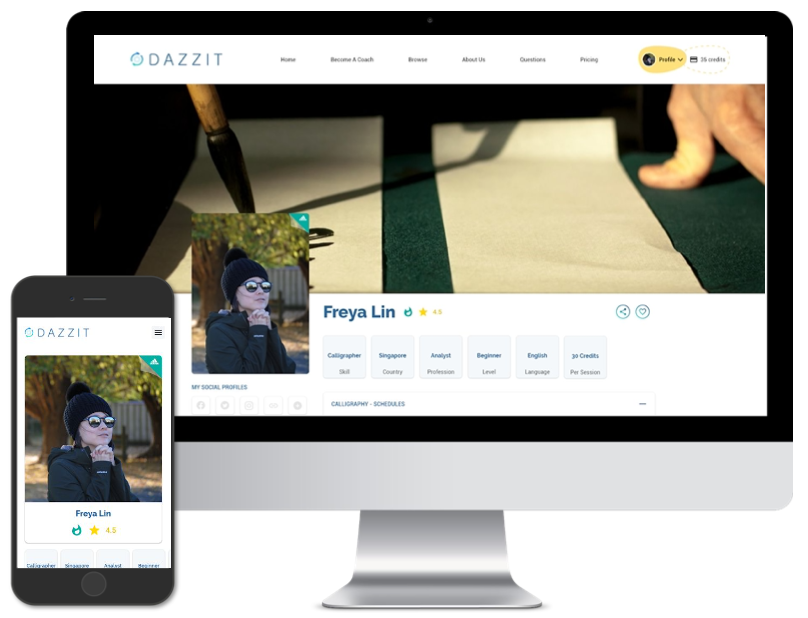 DAZZIT
Home Become A Coach Browse About Us Questions Pricing Profile 36 credits
Freya Lin 4.5
Calligrapher Singapore Analyst Beginner English 30 Credits
Skill Country Profession Level Language Per Session
MY SOCIAL PROFILES
CALLIGRAPHY - SCHEDULES
DAZZIT
Freya Lin
4.5
Calligrapher Singapore Analyst Beginner